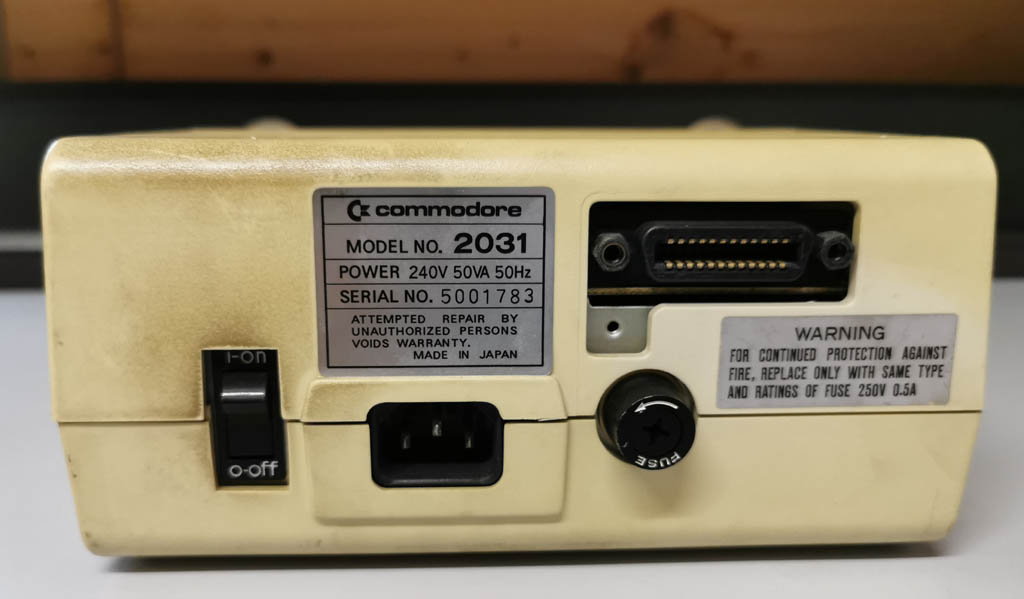 commodore
MODEL NO. 2031
POWER 240V 50VA 50Hz
SERIAL NO. 5001783
ATTEMPTED REPAIR BY
UNAUTHORIZED PERSONS
VOIDS WARRANTY.
MADE IN JAPAN
WARNING
FOR CONTINUED PROTECTION AGAINST
FIRE, REPLACE ONLY WITH SAME TYPE
AND RATINGS OF FUSE 250V 0.5A
I-on
O-off
FUSE